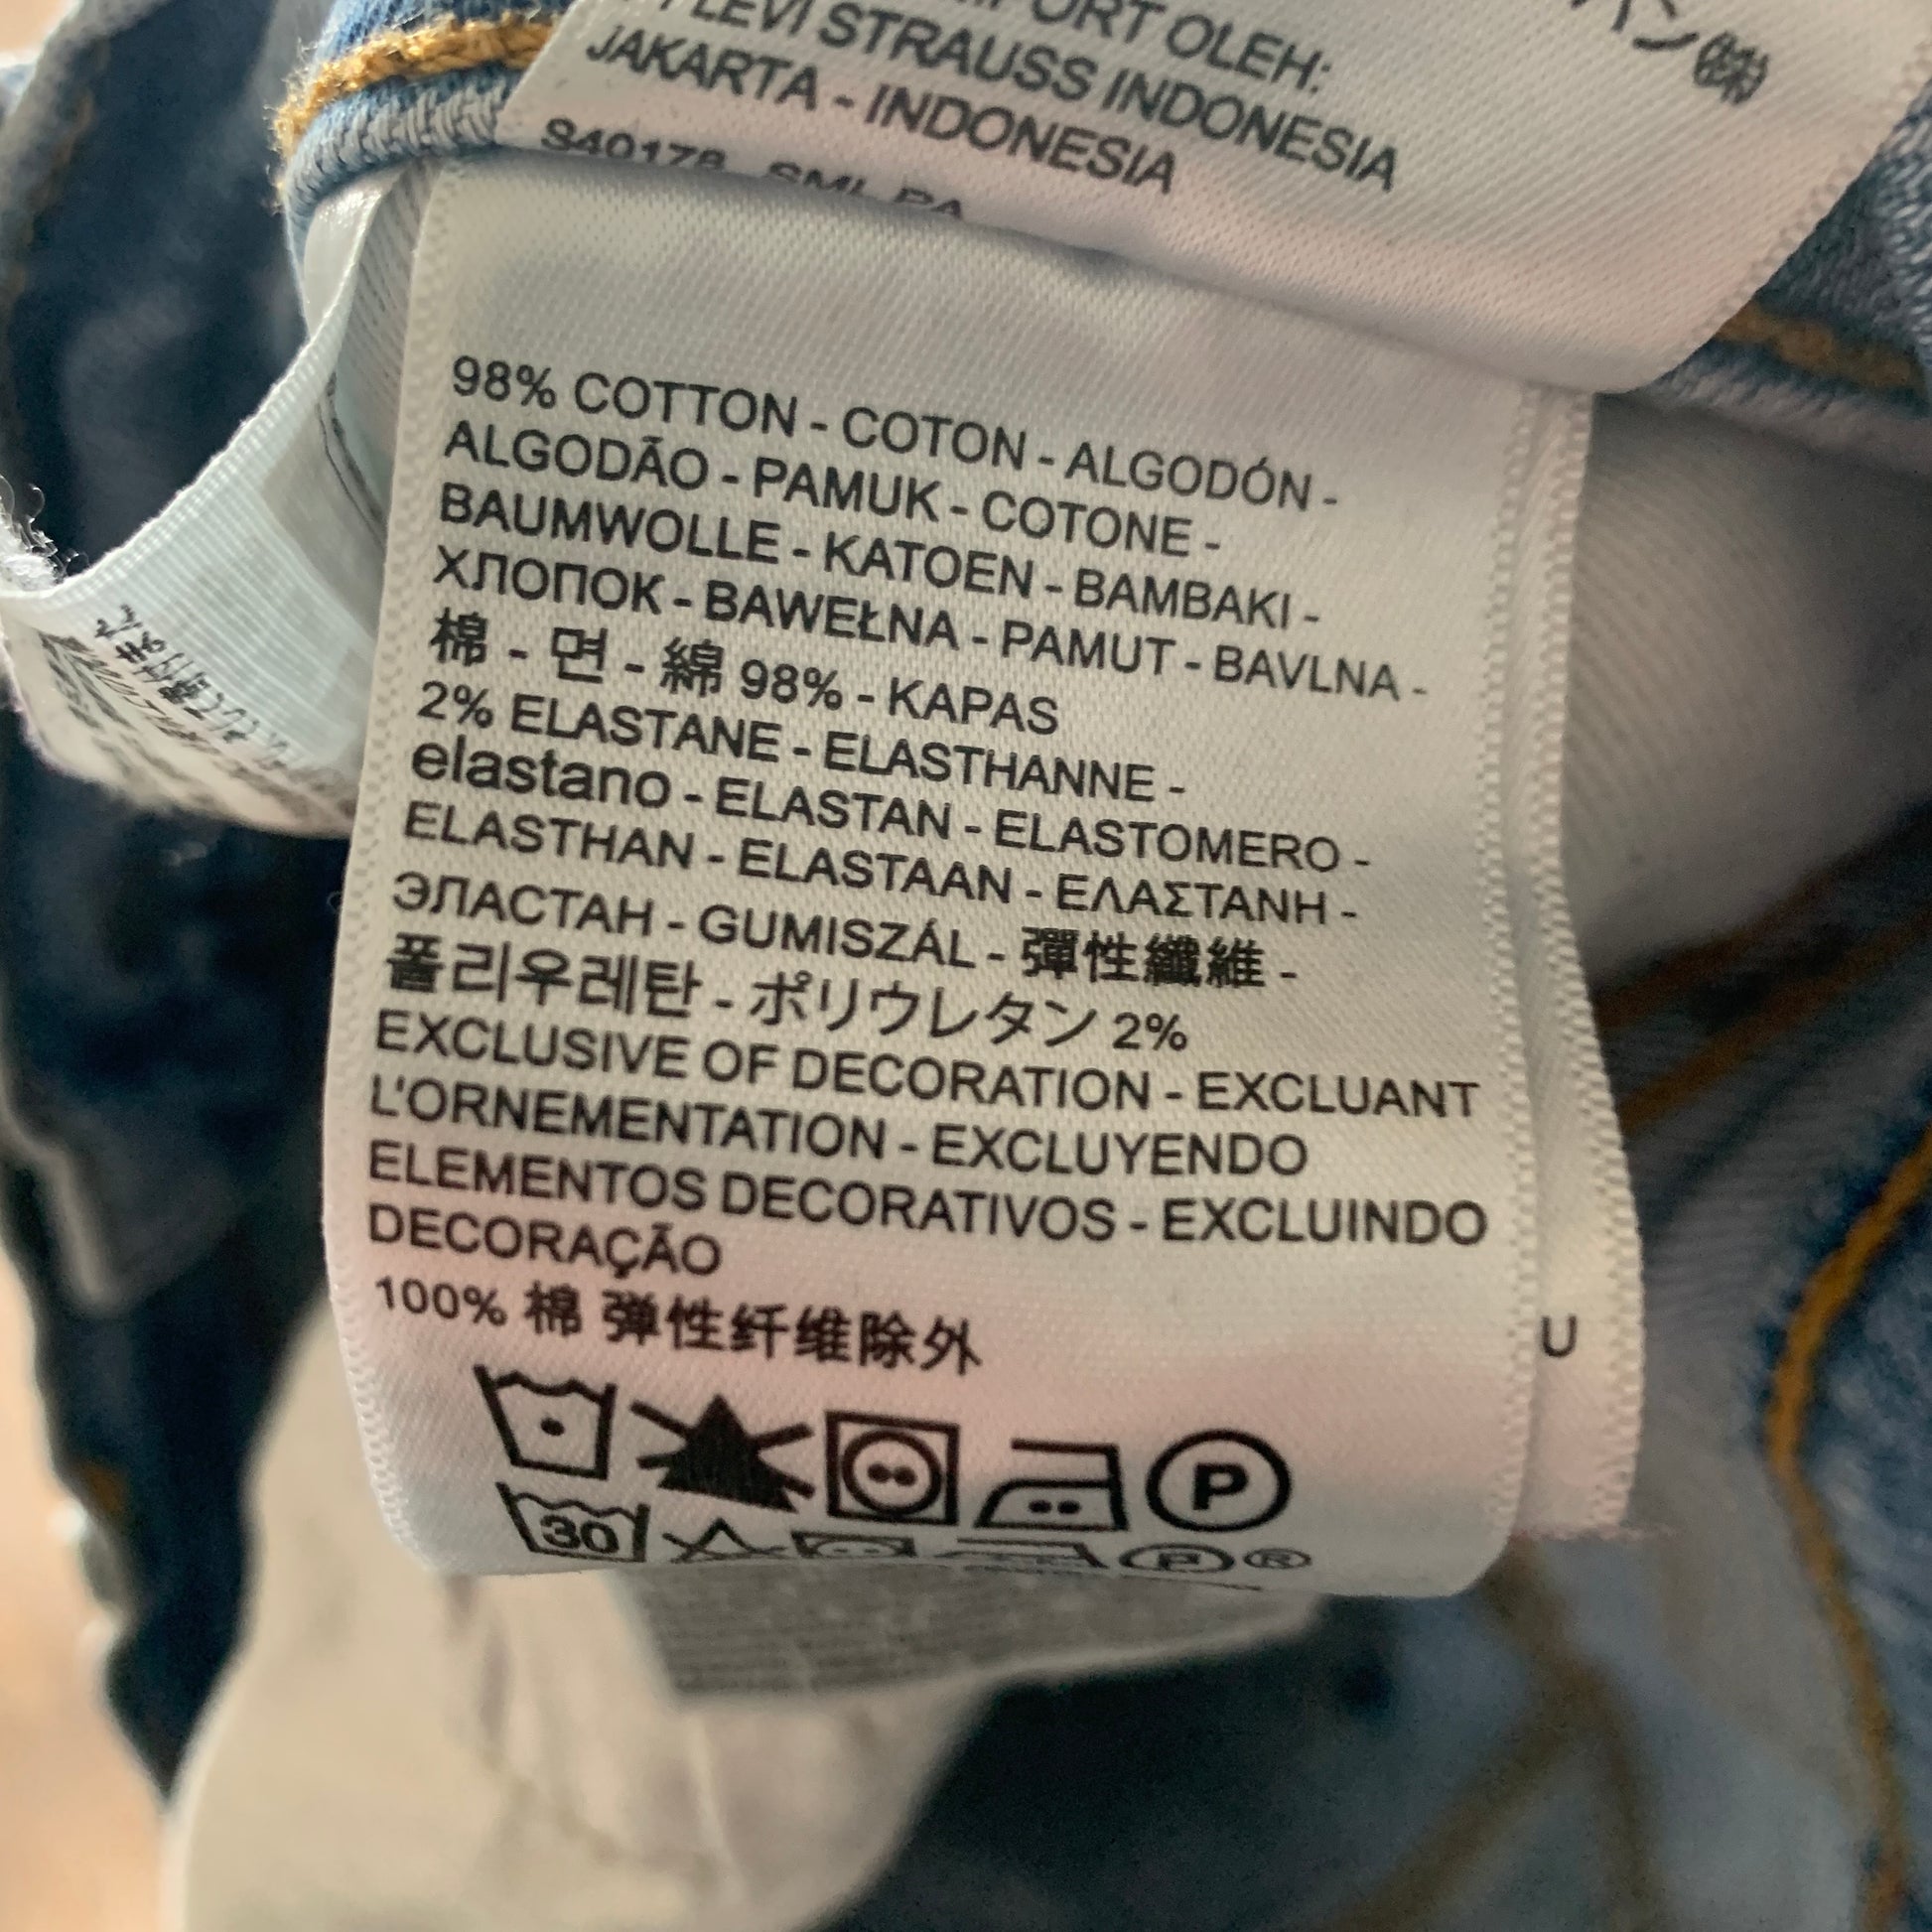 OLEH:
LEVI STRAUSS INDONESIA
JAKARTA - INDONESIA
パン㈱
98% COTTON - COTON - ALGODÓN -
ALGODÃO - PAMUK - COTONE -
BAUMWOLLE - KATOEN - BAMBAKI -
ХЛОПОК - BAWEŁNA - PAMUT - BAVLNA -
棉 - 면 - 綿 98% - KAPAS
2% ELASTANE - ELASTHANNE -
elastano - ELASTAN - ELASTOMERO -
ELASTHAN - ELASTAAN - ΕΛΑΣΤΑΝΗ -
ЭЛАСТАН - GUMISZÁL - 彈性纖維 -
폴리우레탄 - ポリウレタン 2%
EXCLUSIVE OF DECORATION - EXCLUANT
L'ORNEMENTATION - EXCLUYENDO
ELEMENTOS DECORATIVOS - EXCLUINDO
DECORAÇÃO
100% 棉 弹性纤维除外
P
30 P ®
U